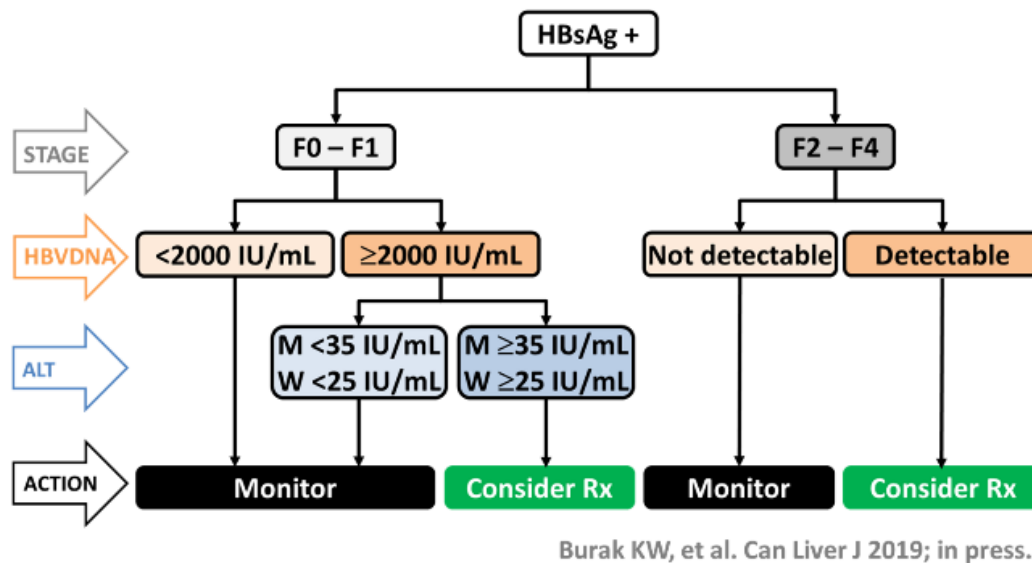 HBsAg +
STAGE
F0 – F1
F2 – F4
HBVDNA
<2000 IU/mL
≥2000 IU/mL
Not detectable
Detectable
ALT
M <35 IU/mL
W <25 IU/mL
M ≥35 IU/mL
W ≥25 IU/mL
ACTION
Monitor
Consider Rx
Monitor
Consider Rx
Burak KW, et al. Can Liver J 2019; in press.